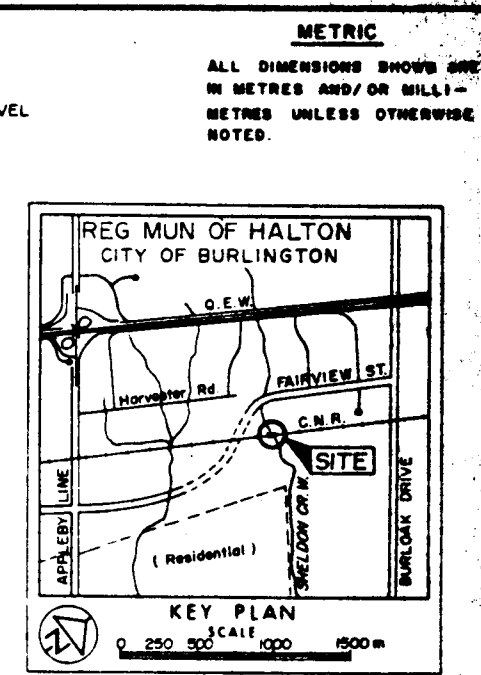 METRIC
ALL DIMENSIONS SHOWN ARE
IN METRES AND/OR MILLI-
METRES UNLESS OTHERWISE
NOTED.
VEL
REG MUN OF HALTON
CITY OF BURLINGTON
Q.E.W.
Harvester Rd.
FAIRVIEW ST.
C.N.R.
SITE
APPLEBY LINE
( Residential )
SHELDON CR. W.
BURLOAK DRIVE
KEY PLAN
SCALE
N
0 250 500 1000 1500 m